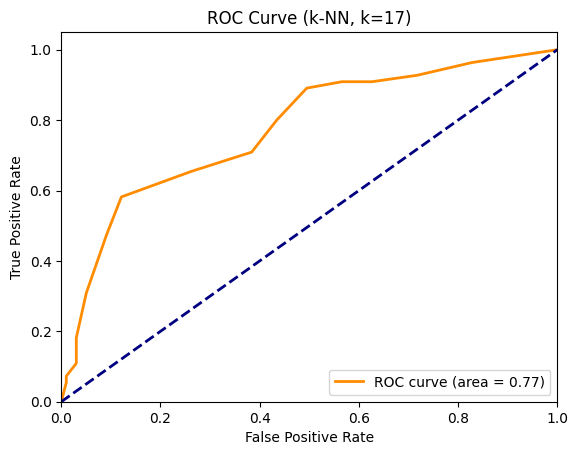 ROC Curve (k-NN, k=17)
True Positive Rate
1.0
0.8
0.6
0.4
0.2
0.0
0.0 0.2 0.4 0.6 0.8 1.0
False Positive Rate
ROC curve (area = 0.77)